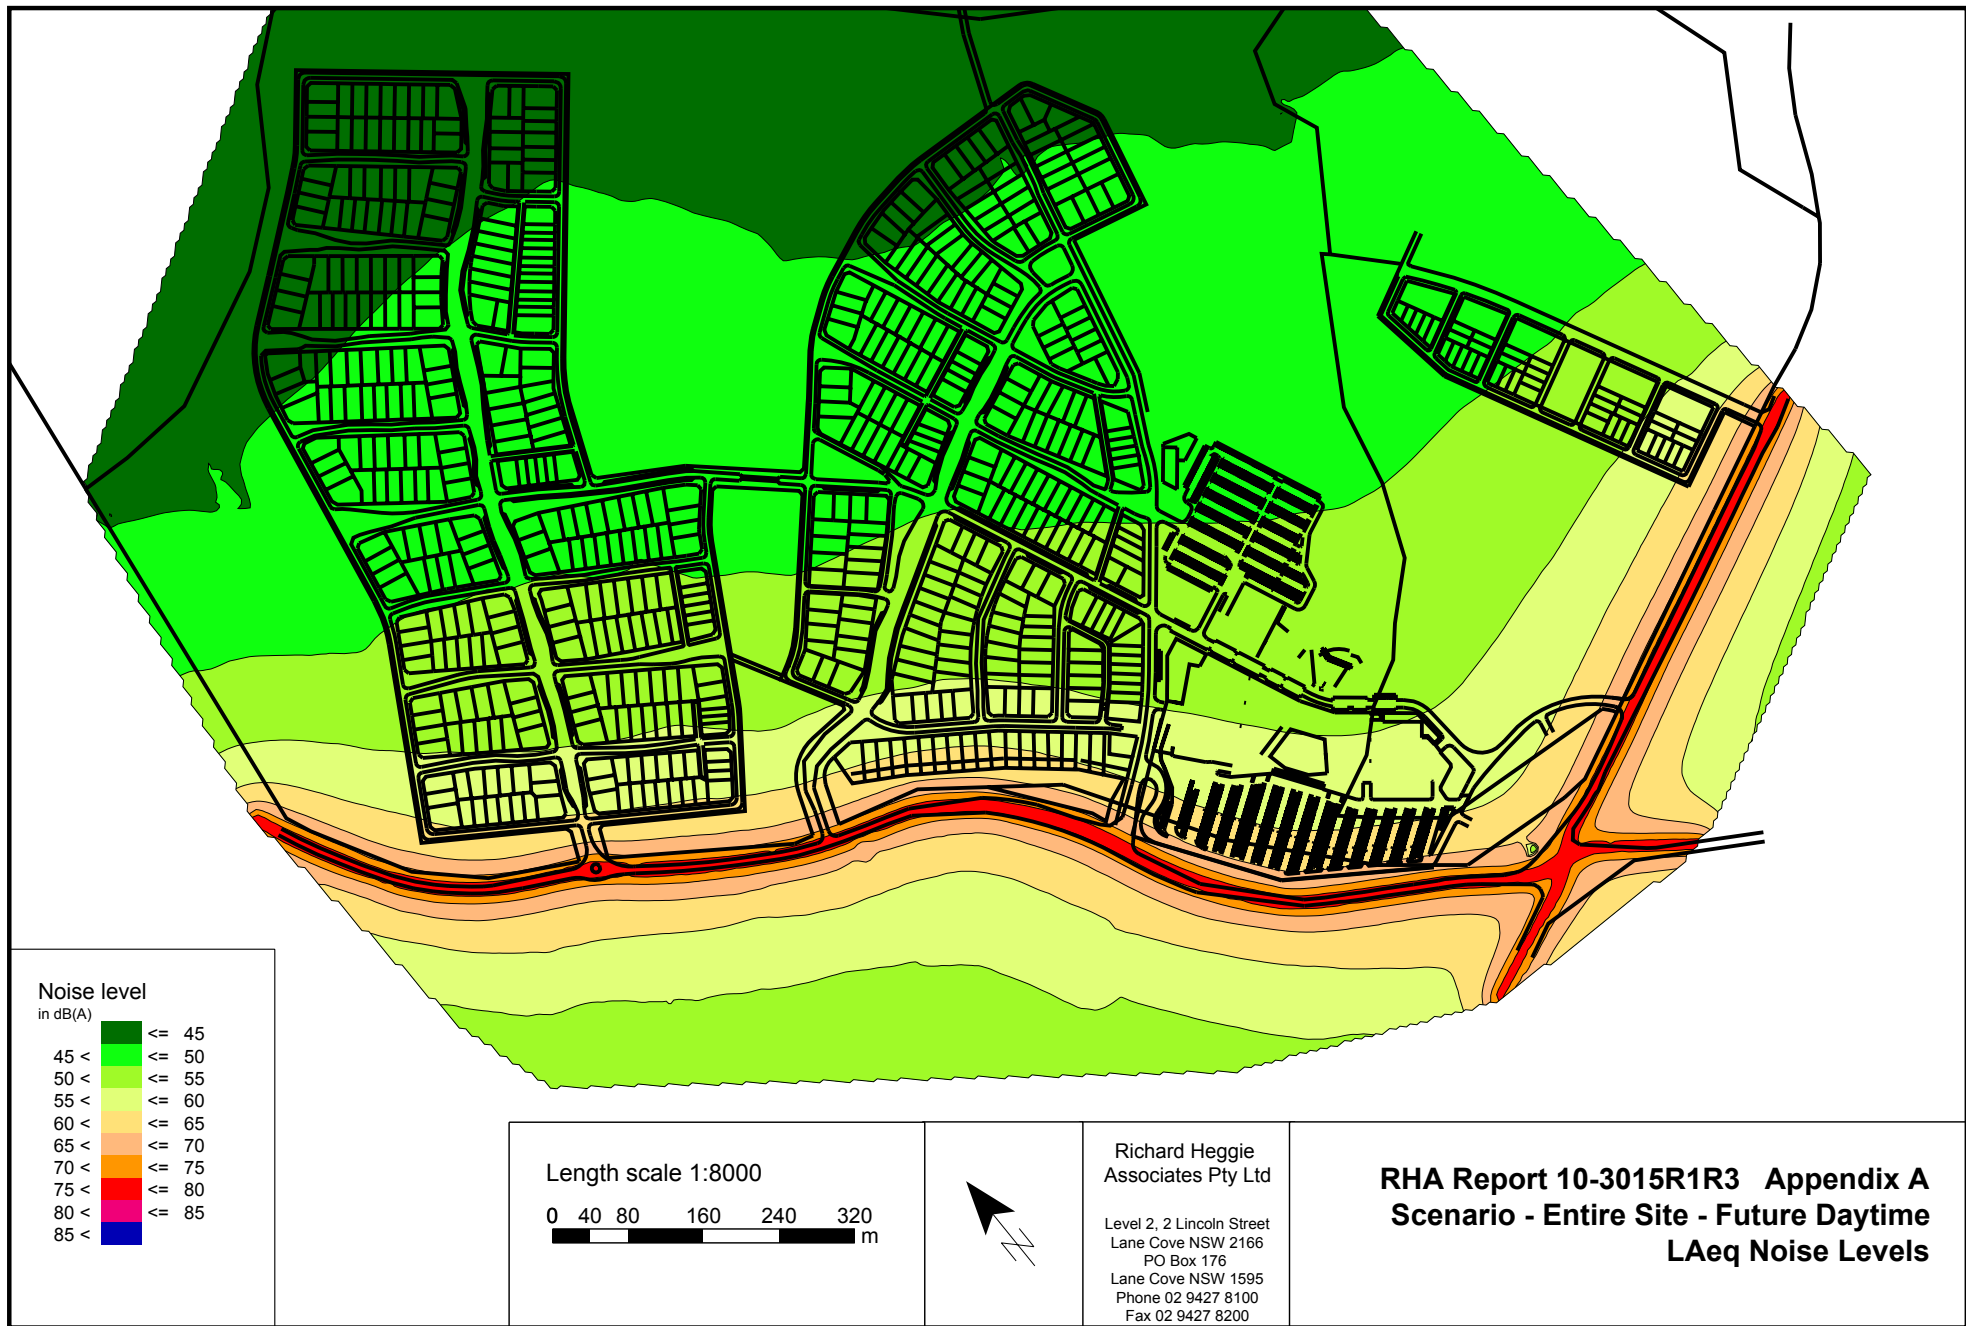 Noise level
in dB(A)
<= 45
45 < <= 50
50 < <= 55
55 < <= 60
60 < <= 65
65 < <= 70
70 < <= 75
75 < <= 80
80 < <= 85
85 <
Length scale 1:8000
0 40 80 160 240 320
m
N
Richard Heggie
Associates Pty Ltd
Level 2, 2 Lincoln Street
Lane Cove NSW 2166
PO Box 176
Lane Cove NSW 1595
Phone 02 9427 8100
Fax 02 9427 8200
RHA Report 10-3015R1R3 Appendix A
Scenario - Entire Site - Future Daytime
LAeq Noise Levels